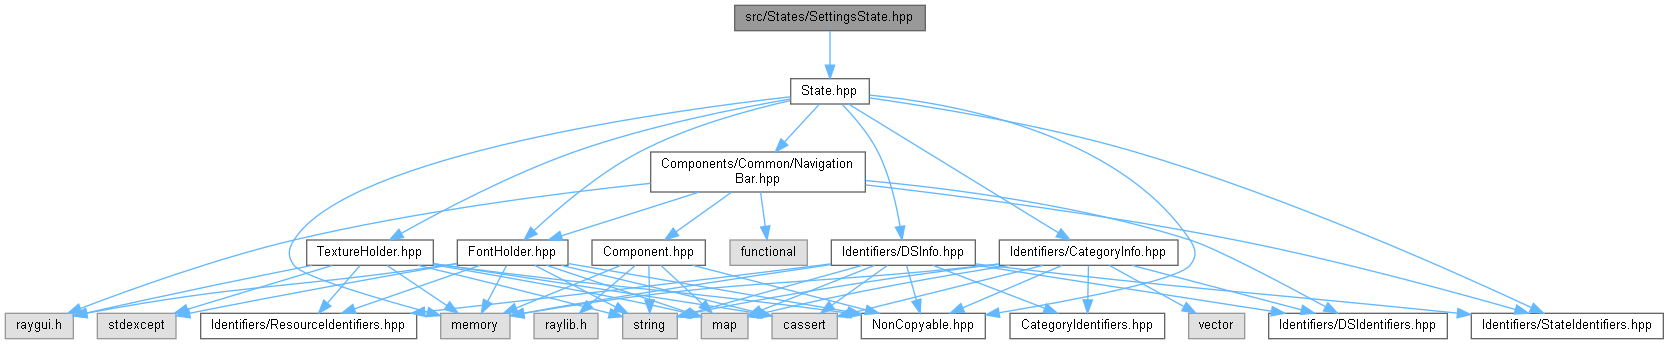 src/States/SettingsState.hpp
State.hpp
Components/Common/Navigation
Bar.hpp
TextureHolder.hpp
FontHolder.hpp
Component.hpp
functional
Identifiers/DSInfo.hpp
Identifiers/CategoryInfo.hpp
raygui.h
stdexcept
Identifiers/ResourceIdentifiers.hpp
memory
raylib.h
string
map
cassert
NonCopyable.hpp
CategoryIdentifiers.hpp
vector
Identifiers/DSIdentifiers.hpp
Identifiers/StateIdentifiers.hpp